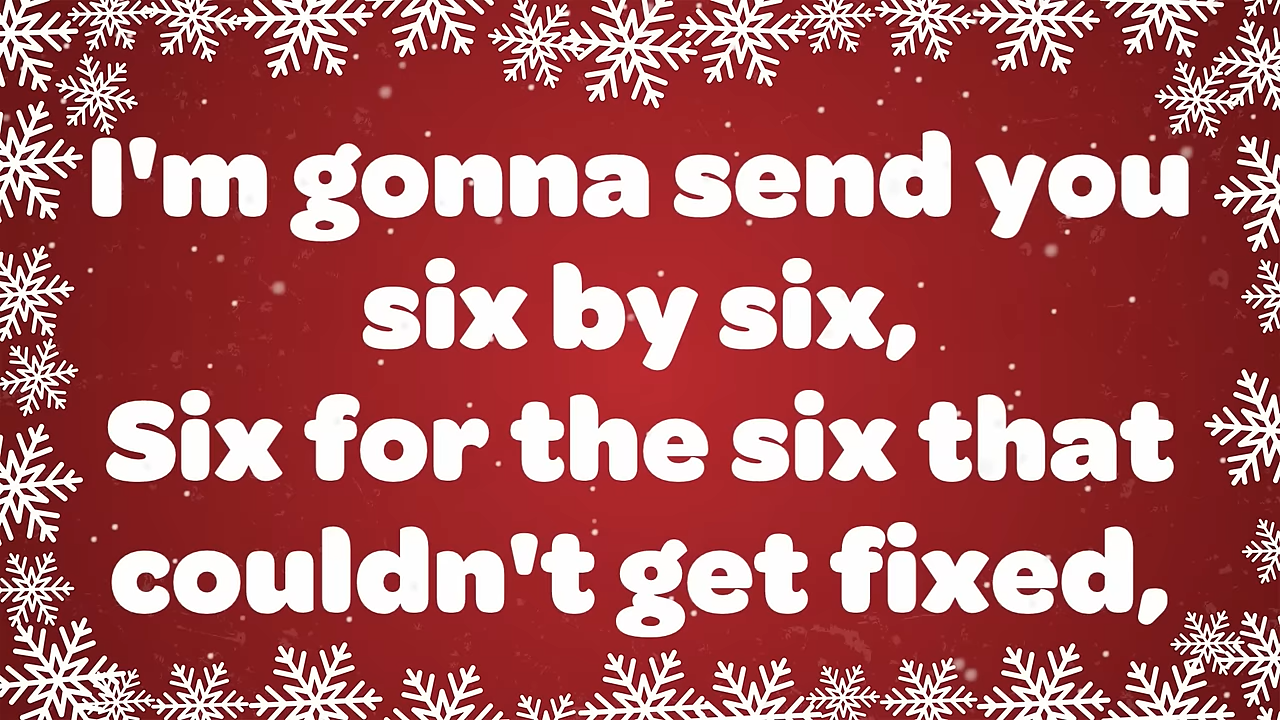 I'm gonna send you
six by six,
Six for the six that
couldn't get fixed,